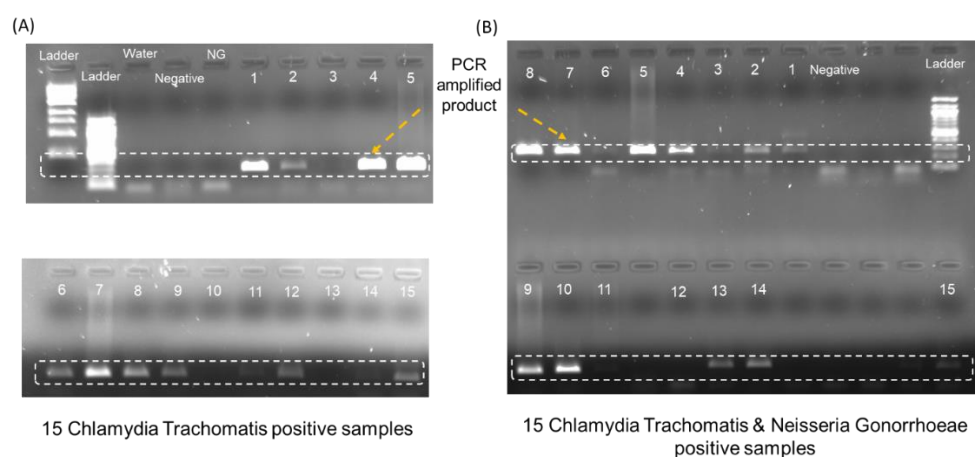 (A)
Ladder
Ladder
Water
Negative
NG
1 2 3 4 5
PCR
amplified
product
6 7 8 9 10 11 12 13 14 15
15 Chlamydia Trachomatis positive samples
(B)
8 7 6 5 4 3 2 1 Negative Ladder
9 10 11 12 13 14 15
15 Chlamydia Trachomatis & Neisseria Gonorrhoeae
positive samples